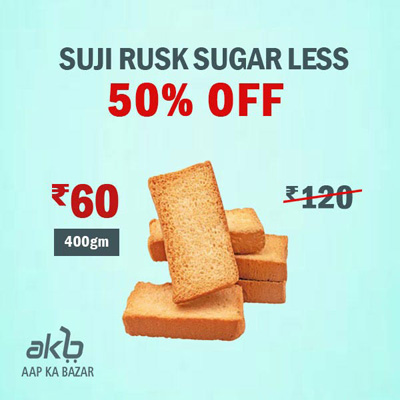 SUJI RUSK SUGAR LESS
50% OFF
₹60
₹120
400gm
akb
AAP KA BAZAR